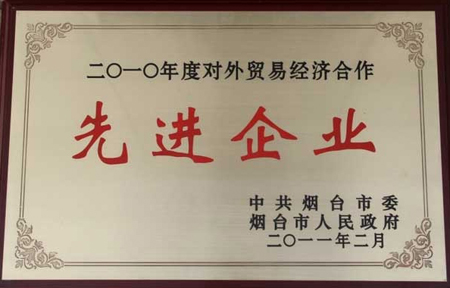 二〇一〇年度对外贸易经济合作
先进企业
中共烟台市委
烟台市人民政府
二〇一一年二月